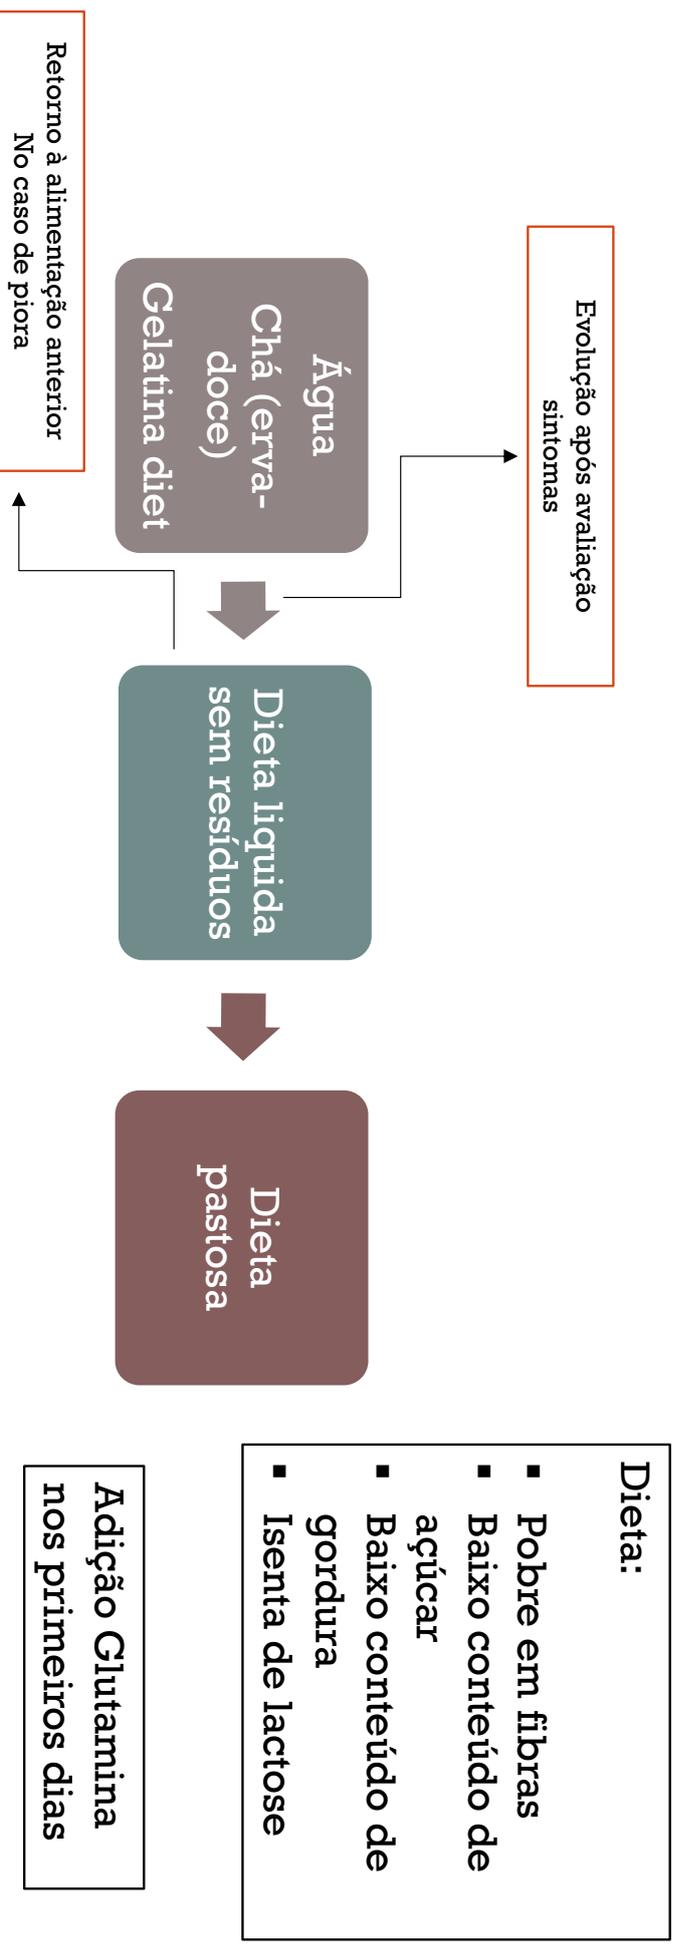 Evolução após avaliação
sintomas
Água
Chá (erva-
doce)
Gelatina diet
Dieta liquida
sem resíduos
Dieta
pastosa
Retorno à alimentação anterior
No caso de piora
Dieta:
▪ Pobre em fibras
▪ Baixo conteúdo de
açúcar
▪ Baixo conteúdo de
gordura
▪ Isenta de lactose
Adição Glutamina
nos primeiros dias